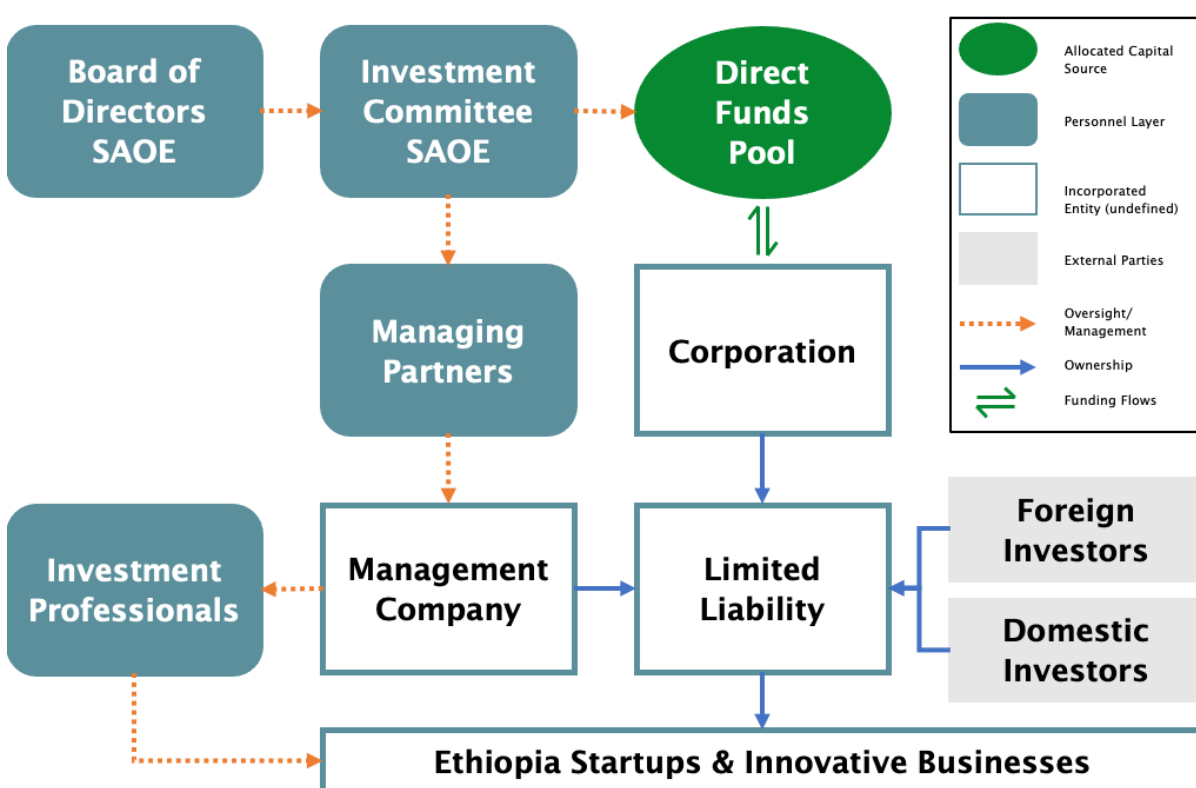 Board of
Directors
SAOE
Investment
Committee
SAOE
Direct
Funds
Pool
Allocated Capital
Source
Personnel Layer
Incorporated
Entity (undefined)
External Parties
Oversight/
Management
Ownership
Funding Flows
Managing
Partners
Corporation
Investment
Professionals
Management
Company
Limited
Liability
Foreign
Investors
Domestic
Investors
Ethiopia Startups & Innovative Businesses